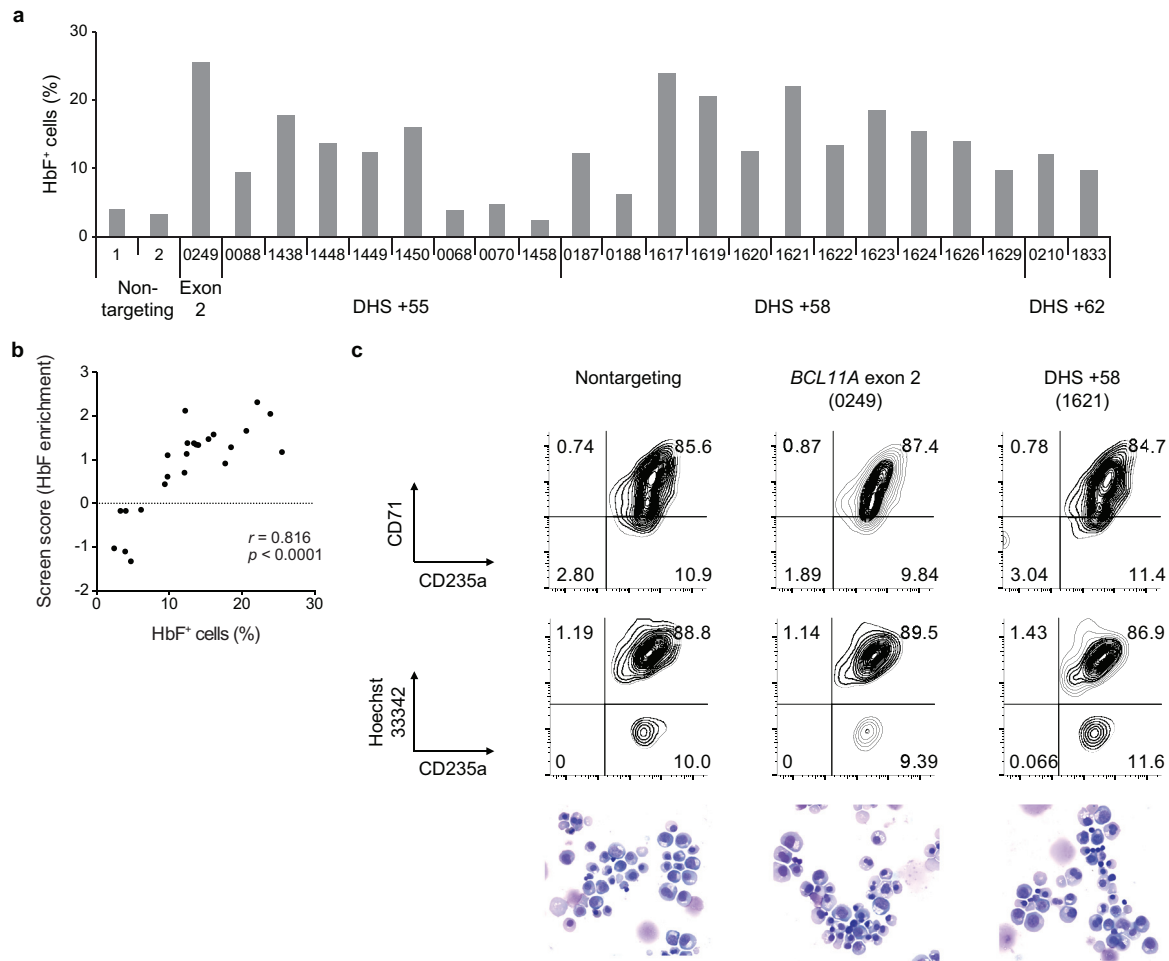 a
HbF⁺ cells (%)
30
20
10
0
1 2 0249 0088 1438 1448 1449 1450 0068 0070 1458 0187 0188 1617 1619 1620 1621 1622 1623 1624 1626 1629 0210 1833
Non-
targeting
Exon
2
DHS +55
DHS +58
DHS +62
b
Screen score (HbF enrichment)
3
2
1
0
-1
-2
r = 0.816
p < 0.0001
0 10 20 30
HbF⁺ cells (%)
c
Nontargeting
BCL11A exon 2
(0249)
DHS +58
(1621)
CD71
CD235a
0.74 85.6
2.80 10.9
0.87 87.4
1.89 9.84
0.78 84.7
3.04 11.4
Hoechst
33342
CD235a
1.19 88.8
0 10.0
1.14 89.5
0 9.39
1.43 86.9
0.066 11.6